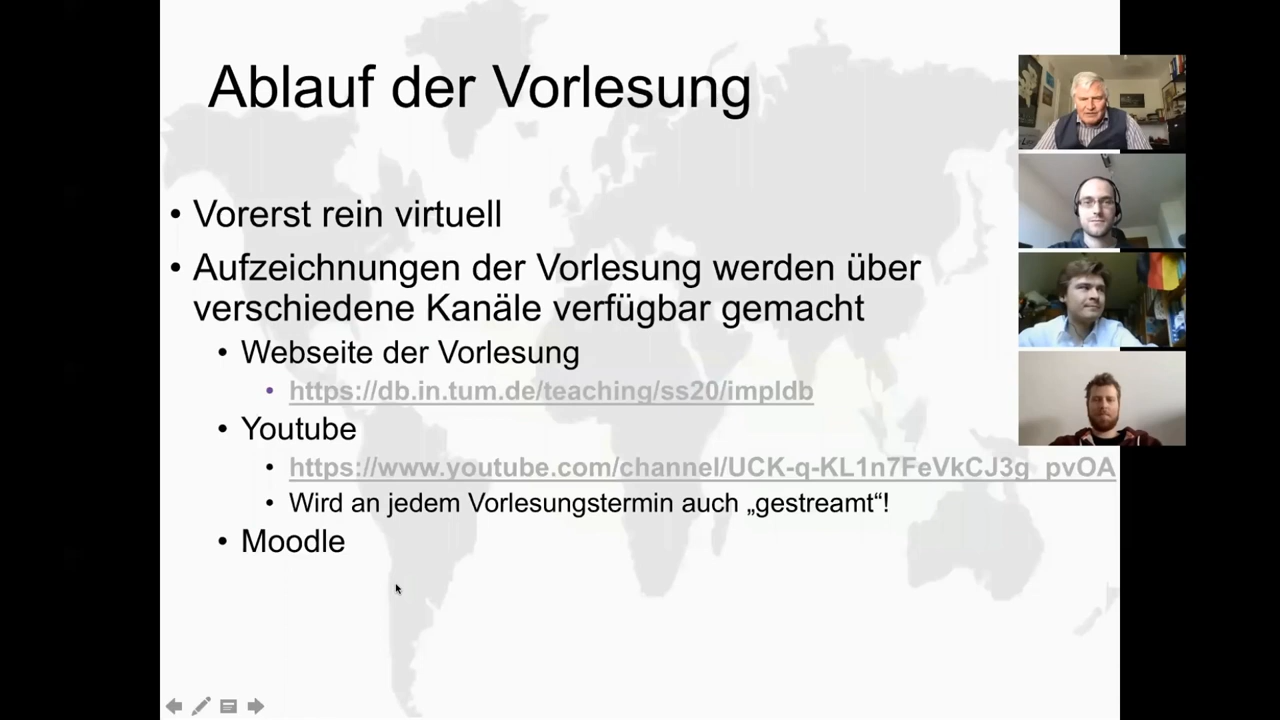 Ablauf der Vorlesung
• Vorerst rein virtuell
• Aufzeichnungen der Vorlesung werden über
verschiedene Kanäle verfügbar gemacht
• Webseite der Vorlesung
• https://db.in.tum.de/teaching/ss20/impldb
• Youtube
• https://www.youtube.com/channel/UCK-q-KL1n7FeVkCJ3g_pvOA
• Wird an jedem Vorlesungstermin auch „gestreamt“!
• Moodle